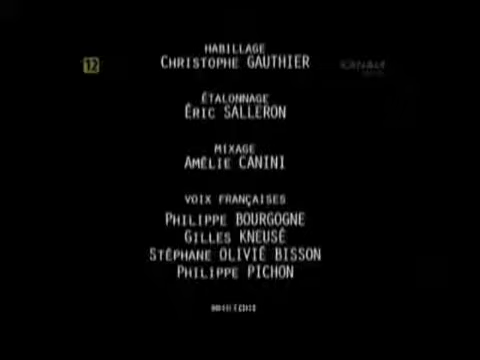 HABILLAGE
12
CHRISTOPHE GAUTHIER
ÉTALONNAGE
ÉRIC SALLERON
MIXAGE
AMÉLIE CANINI
VOIX FRANÇAISES
PHILIPPE BOURGOGNE
GILLES KNEUSÉ
STÉPHANE OLIVIÉ BISSON
PHILIPPE PICHON